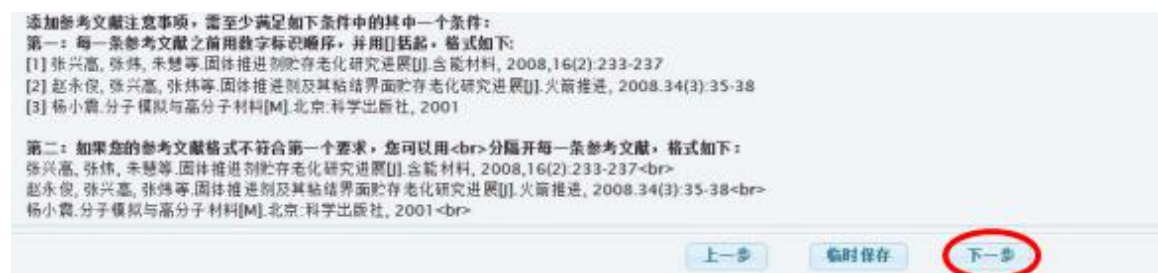 添加参考文献注意事项，需至少满足如下条件中的其中一个条件：
第一：每一条参考文献之前用数字标识顺序，并用[]括起，格式如下:
[1] 张兴高, 张炜, 朱慧等.固体推进剂贮存老化研究进展[J].含能材料, 2008,16(2):233-237
[2] 赵永俊, 张兴高, 张炜等.固体推进剂及其粘结界面贮存老化研究进展[J].火箭推进, 2008.34(3):35-38
[3] 杨小震.分子模拟与高分子材料[M].北京:科学出版社, 2001
第二：如果您的参考文献格式不符合第一个要求，您可以用<br>分隔开每一条参考文献，格式如下：
张兴高, 张炜, 朱慧等.固体推进剂贮存老化研究进展[J].含能材料, 2008,16(2):233-237<br>
赵永俊, 张兴高, 张炜等.固体推进剂及其粘结界面贮存老化研究进展[J].火箭推进, 2008.34(3):35-38<br>
杨小震.分子模拟与高分子材料[M].北京:科学出版社, 2001<br>
上一步 临时保存 下一步